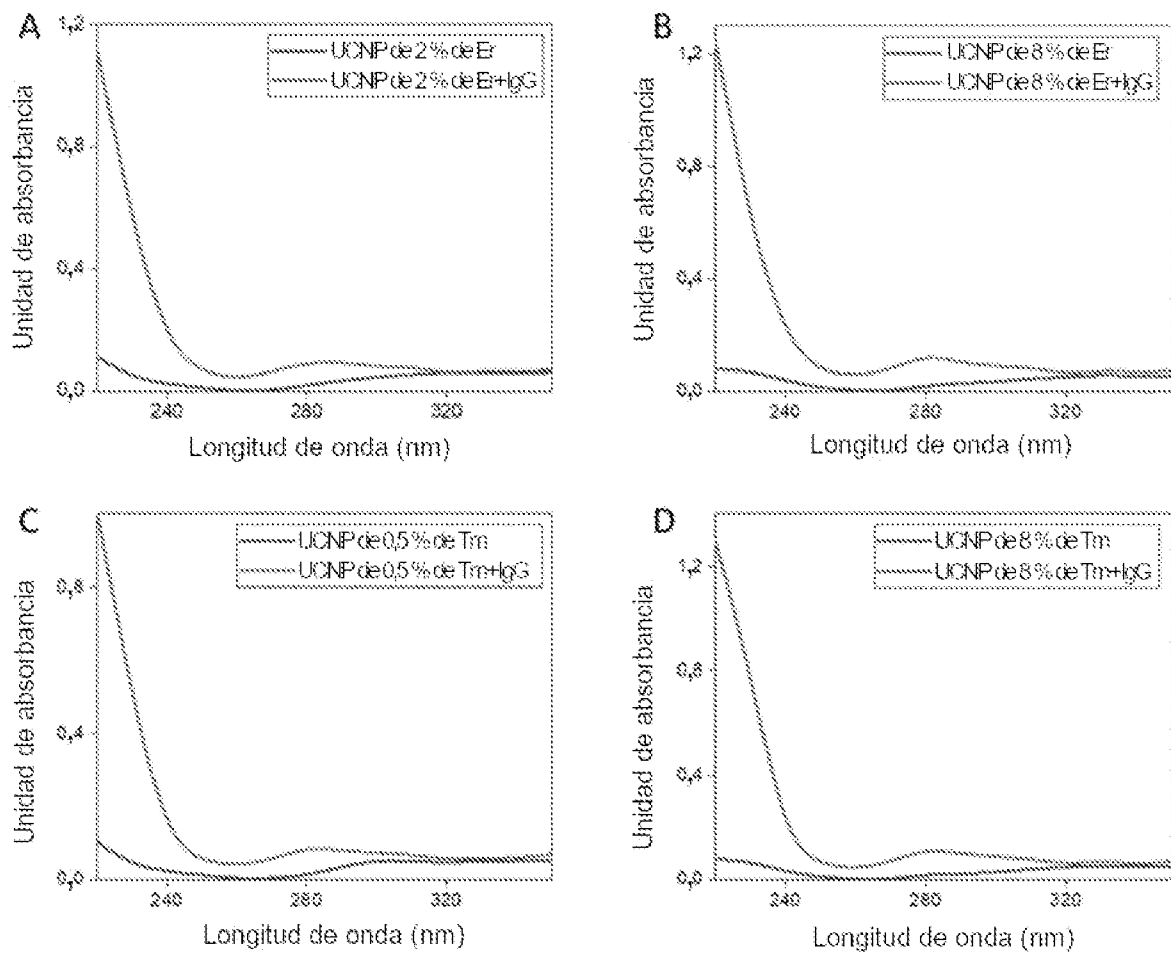 A
1,2
0,8
0,4
0,0
Unidad de absorbancia
UCNP de 2 % de Er
UCNP de 2 % de Er+IgG
240
280
320
Longitud de onda (nm)
B
1,2
0,8
0,4
0,0
Unidad de absorbancia
UCNP de 8 % de Er
UCNP de 8 % de Er+IgG
240
280
320
Longitud de onda (nm)
C
0,8
0,4
0,0
Unidad de absorbancia
UCNP de 0,5 % de Tm
UCNP de 0,5 % de Tm+IgG
240
280
320
Longitud de onda (nm)
D
1,2
0,8
0,4
0,0
Unidad de absorbancia
UCNP de 8 % de Tm
UCNP de 8 % de Tm+IgG
240
280
320
Longitud de onda (nm)